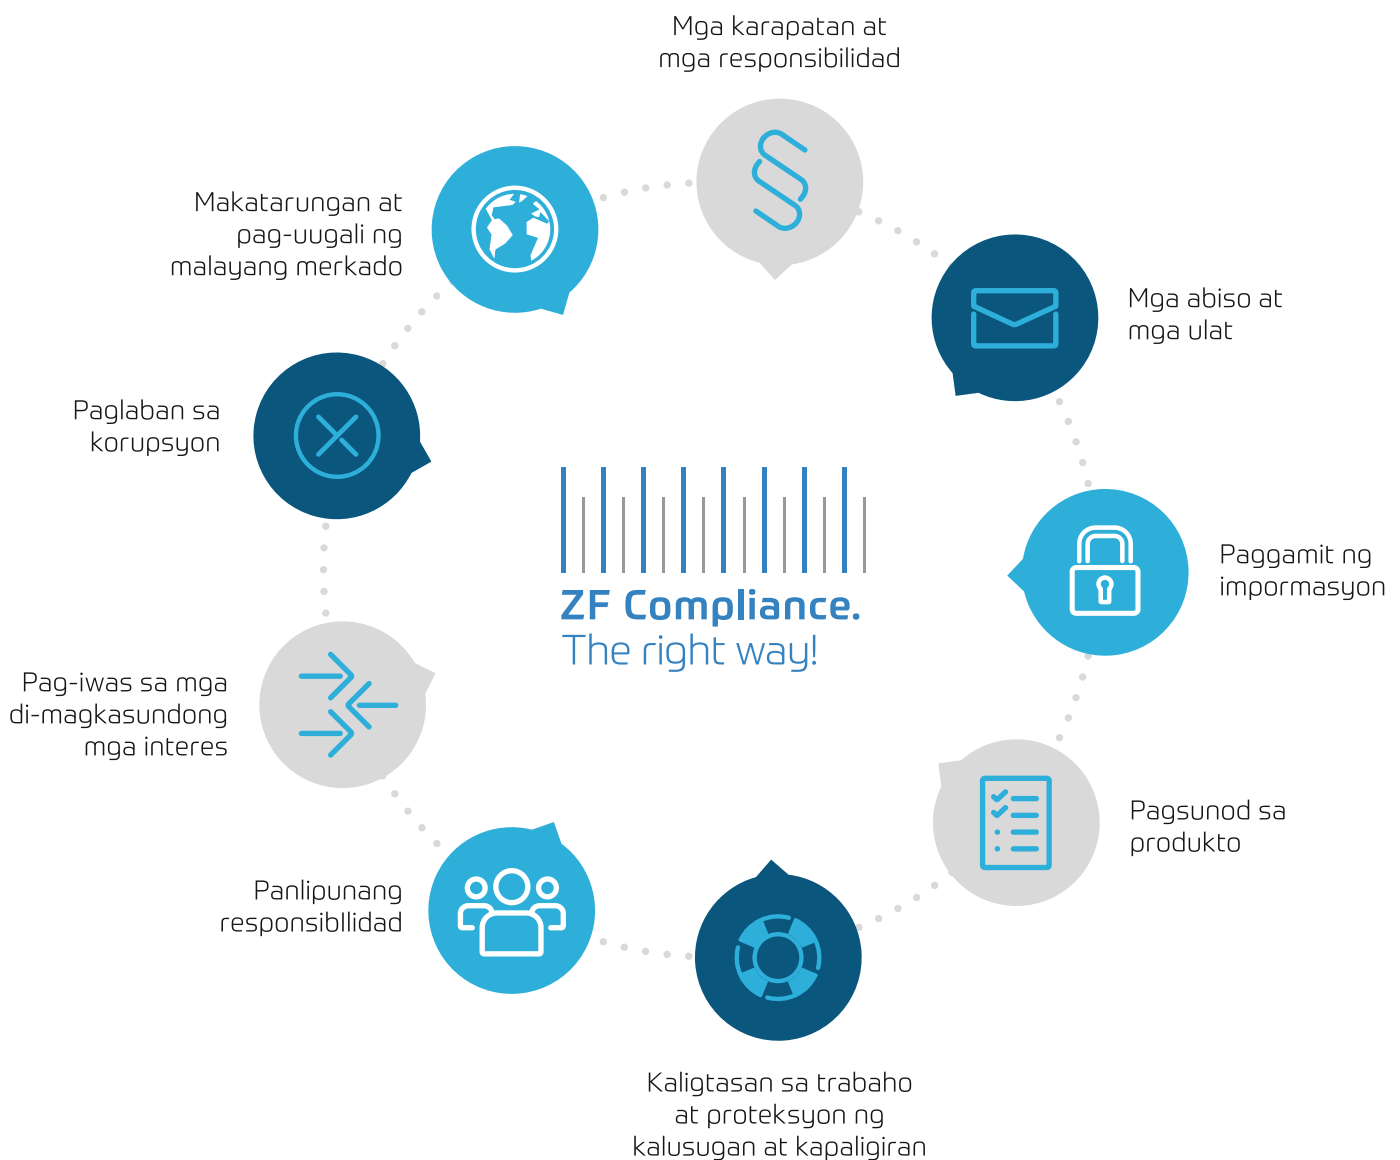 Mga karapatan at
mga responsibilidad
Makatarungan at
pag-uugali ng
malayang merkado
Mga abiso at
mga ulat
Paglaban sa
korupsyon
Paggamit ng
impormasyon
ZF Compliance.
The right way!
Pag-iwas sa mga
di-magkasundong
mga interes
Pagsunod sa
produkto
Panlipunang
responsibllidad
Kaligtasan sa trabaho
at proteksyon ng
kalusugan at kapaligiran